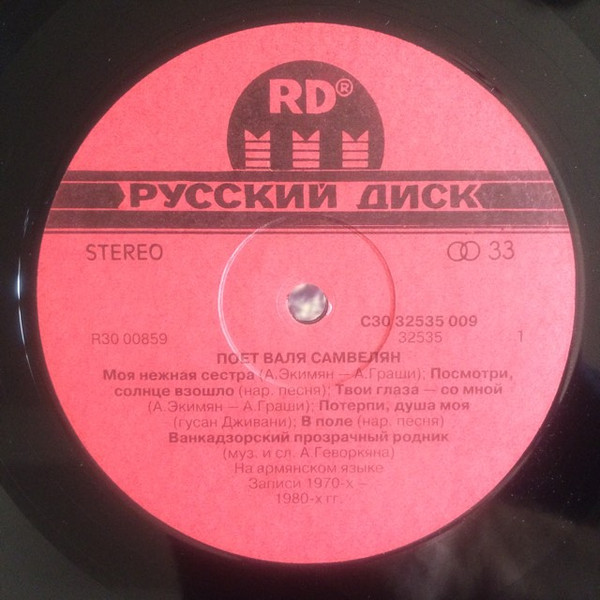 RD®
РУССКИЙ ДИСК
STEREO
33
С30 32535 009
R30 00859
32535
1
ПОЕТ ВАЛЯ САМВЕЛЯН
Моя нежная сестра (А.Экимян — А.Граши); Посмотри,
солнце взошло (нар. песня); Твои глаза — со мной
(А.Экимян — А.Граши); Потерпи, душа моя
(гусан Дживани); В поле (нар. песня)
Ванкадзорский прозрачный родник
(муз. и сл. А.Геворкяна)
На армянском языке
Записи 1970-х –
1980-х гг.